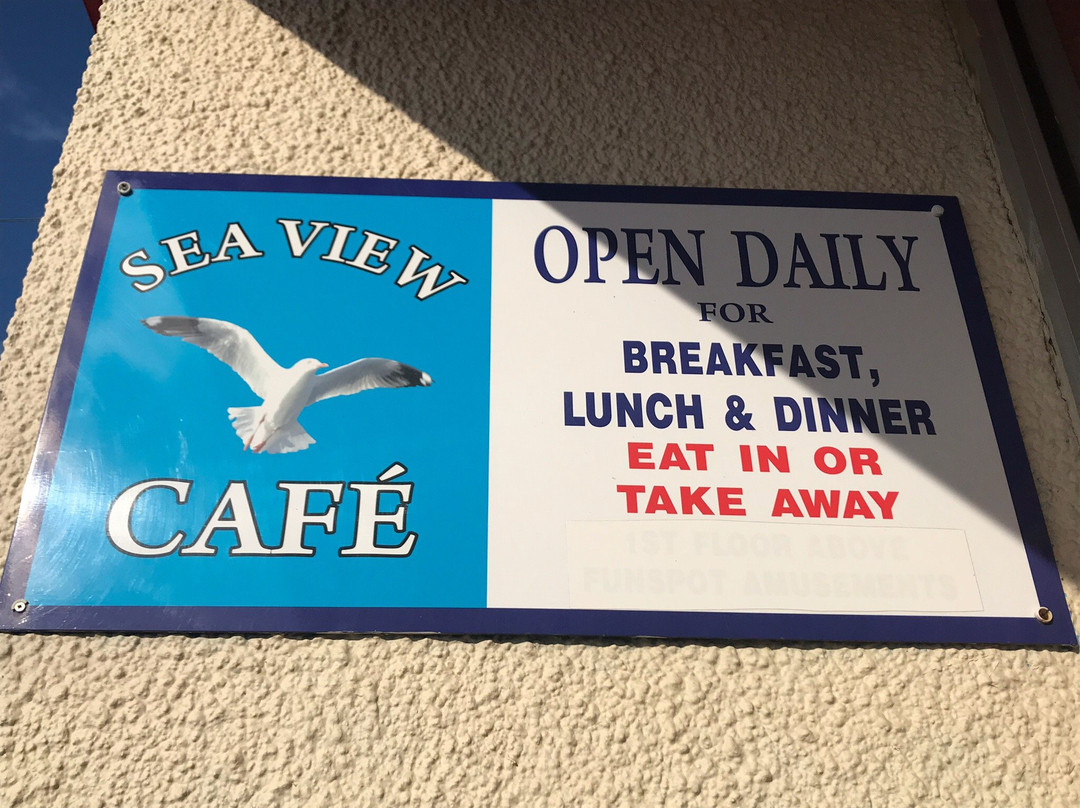 SEA VIEW
CAFÉ
OPEN DAILY
FOR
BREAKFAST,
LUNCH & DINNER
EAT IN OR
TAKE AWAY
1ST FLOOR ABOVE
FUNSPOT AMUSEMENTS